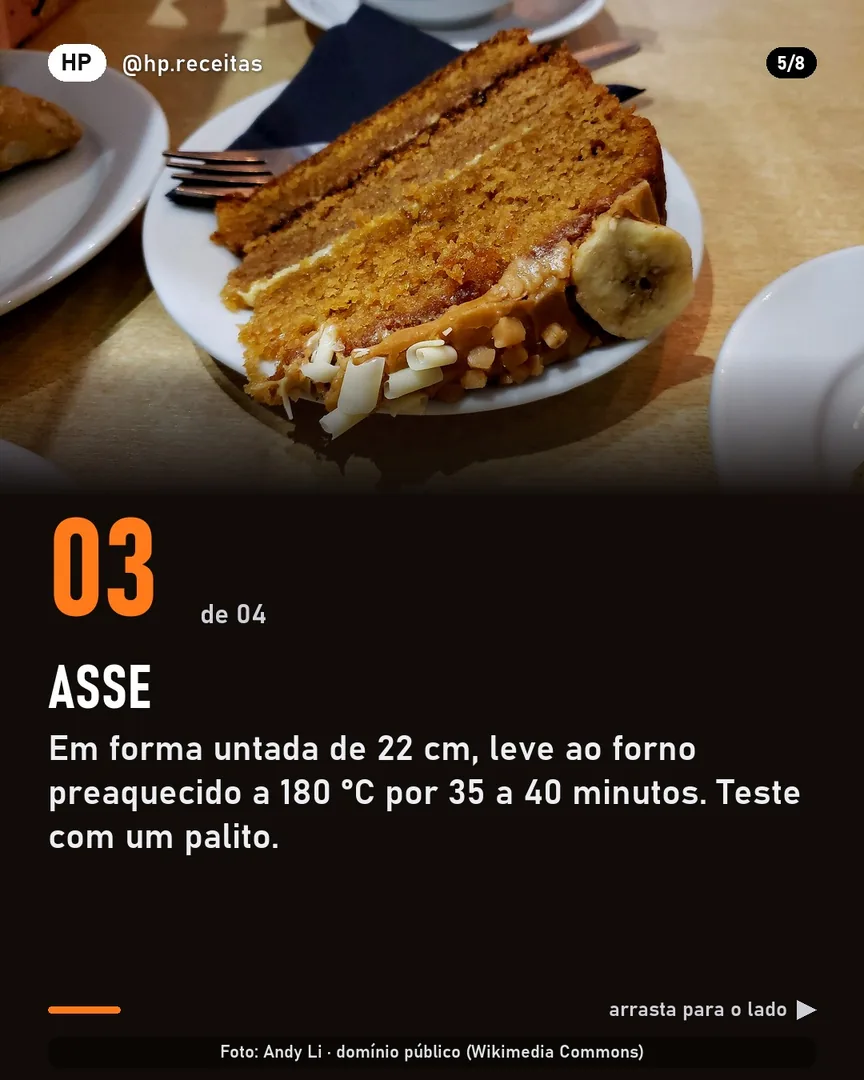 HP @hp.receitas 5/8
03 de 04
ASSE
Em forma untada de 22 cm, leve ao forno
preaquecido a 180 °C por 35 a 40 minutos. Teste
com um palito.
arrasta para o lado ▶
Foto: Andy Li · domínio público (Wikimedia Commons)